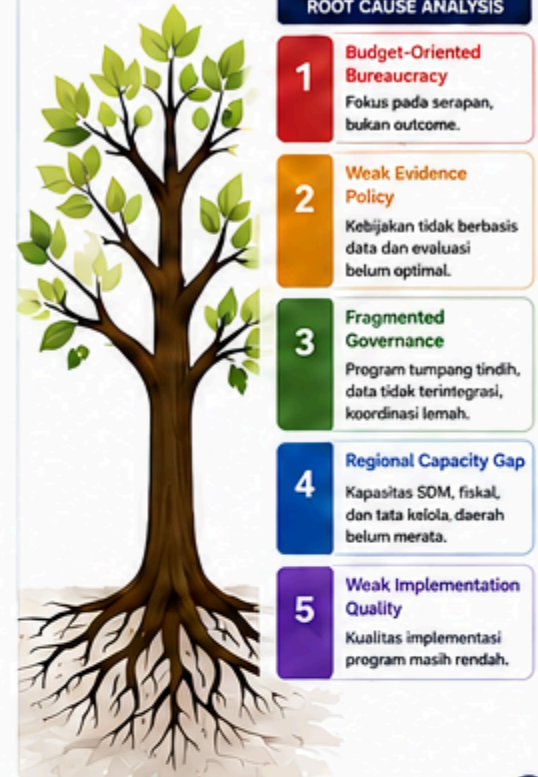 ROOT CAUSE ANALYSIS
1
Budget-Oriented
Bureaucracy
Fokus pada serapan,
bukan outcome.
2
Weak Evidence
Policy
Kebijakan tidak berbasis
data dan evaluasi
belum optimal.
3
Fragmented
Governance
Program tumpang tindih,
data tidak terintegrasi,
koordinasi lemah.
4
Regional Capacity Gap
Kapasitas SDM, fiskal,
dan tata kelola daerah
belum merata.
5
Weak Implementation
Quality
Kualitas implementasi
program masih rendah.